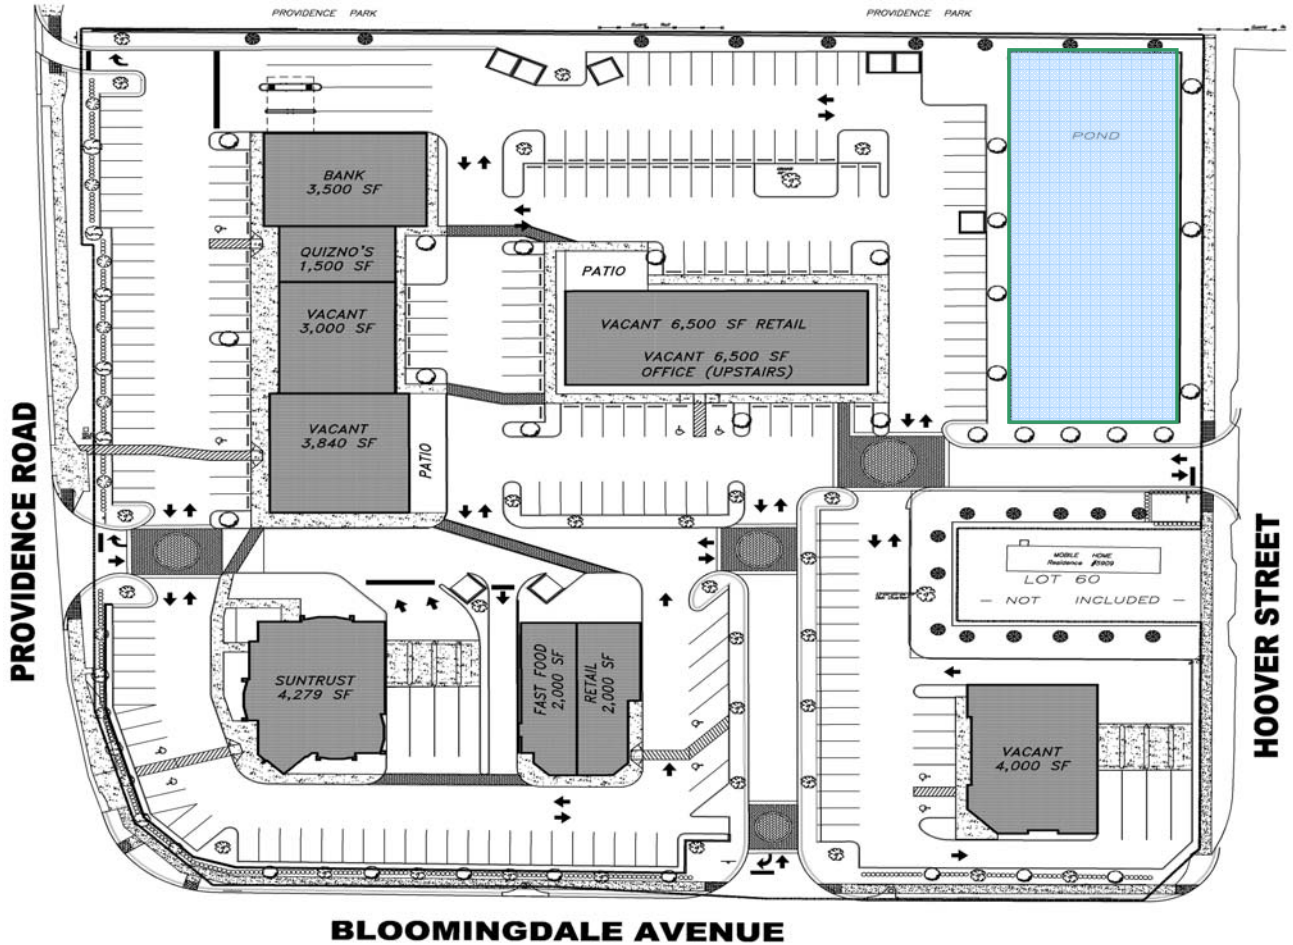 PROVIDENCE PARK
PROVIDENCE PARK
POND
BANK
3,500 SF
QUIZNO'S
1,500 SF
VACANT
3,000 SF
VACANT
3,840 SF
PATIO
PATIO
VACANT 6,500 SF RETAIL
VACANT 6,500 SF
OFFICE (UPSTAIRS)
PROVIDENCE ROAD
HOOVER STREET
MOBILE HOME
Residence #5909
LOT 60
— NOT INCLUDED —
SUNTRUST
4,279 SF
FAST FOOD
2,000 SF
RETAIL
2,000 SF
VACANT
4,000 SF
BLOOMINGDALE AVENUE